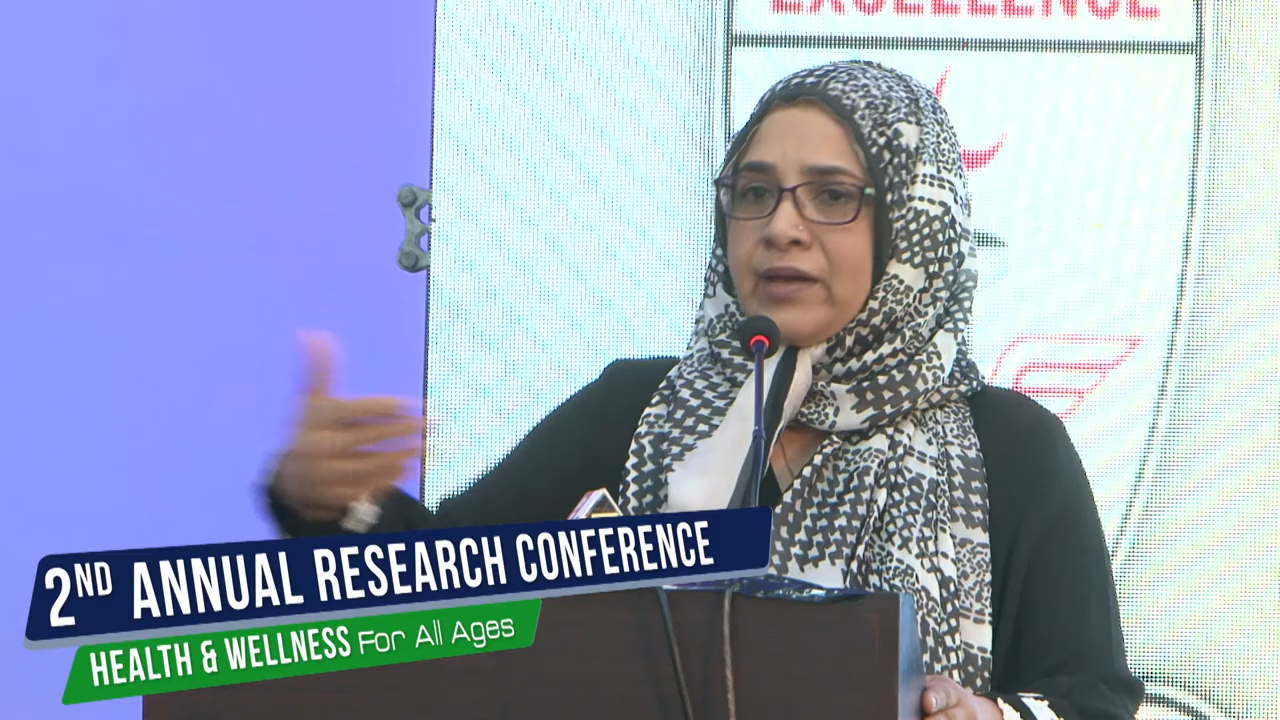 EXCELLENCE
2ND ANNUAL RESEARCH CONFERENCE
HEALTH & WELLNESS For All Ages